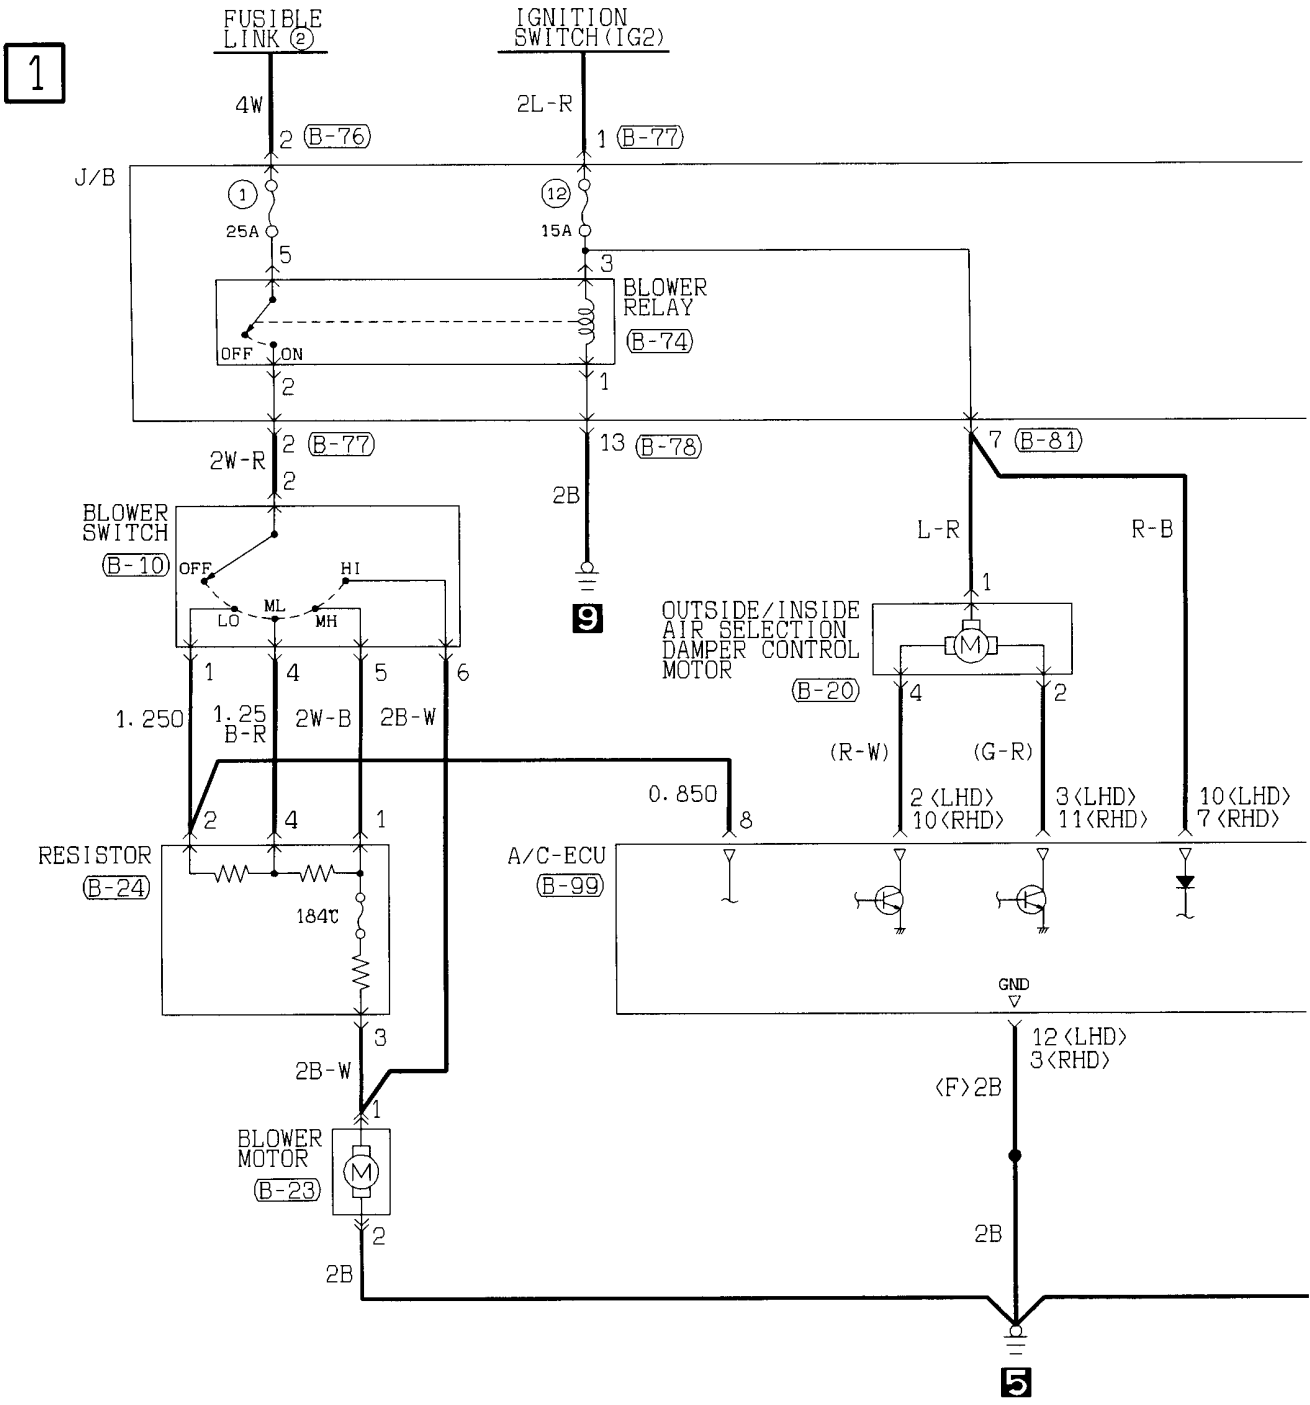 1
FUSIBLE
LINK ②
IGNITION
SWITCH(IG2)
4W
2L-R
2 (B-76)
1 (B-77)
J/B
1
12
25A
15A
5
3
BLOWER
RELAY
(B-74)
OFF
ON
2
1
2 (B-77)
13 (B-78)
7 (B-81)
2W-R
2
2B
BLOWER
SWITCH
(B-10)
OFF
HI
ML
LO
MH
L-R
R-B
9
1
OUTSIDE/INSIDE
AIR SELECTION
DAMPER CONTROL
MOTOR
M
(B-20)
1
4
5
6
4
2
1.250
1.25
B-R
2W-B
2B-W
(R-W)
(G-R)
0.850
2<LHD>
10<RHD>
3<LHD>
11<RHD>
10<LHD>
7<RHD>
2
4
1
8
RESISTOR
(B-24)
A/C-ECU
(B-99)
184℃
GND
3
12<LHD>
3<RHD>
2B-W
<F>2B
1
BLOWER
MOTOR
M
(B-23)
2
2B
2B
5